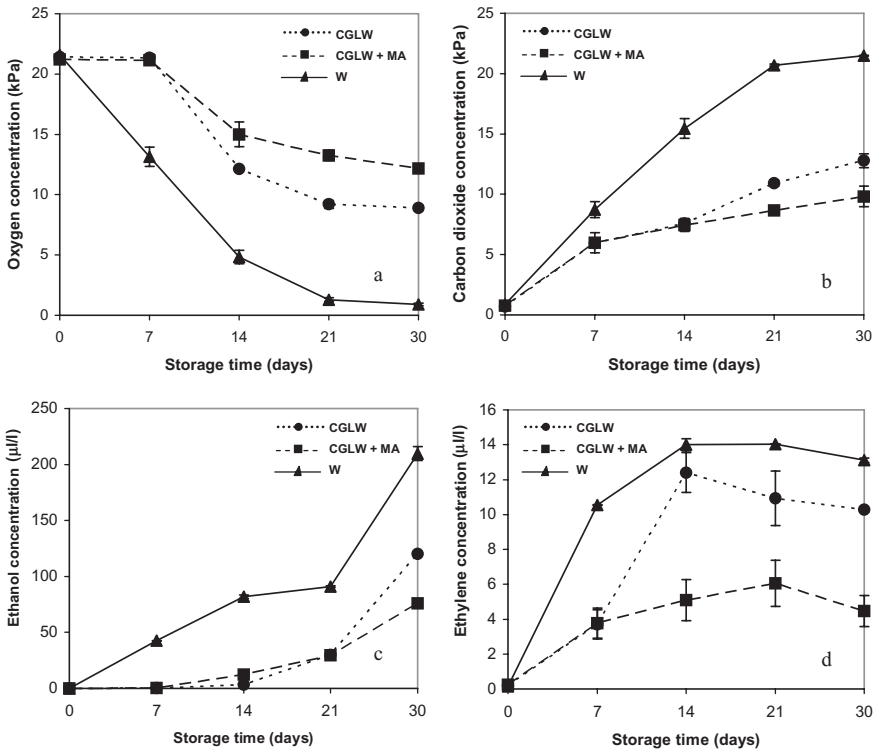 Oxygen concentration (kPa)
25
20
15
10
5
0
CGLW
CGLW + MA
W
a
0 7 14 21 30
Storage time (days)
Carbon dioxide concentration (kPa)
25
20
15
10
5
0
CGLW
CGLW + MA
W
b
0 7 14 21 30
Storage time (days)
Ethanol concentration (µl/l)
250
200
150
100
50
0
CGLW
CGLW + MA
W
c
0 7 14 21 30
Storage time (days)
Ethylene concentration (µl/l)
16
14
12
10
8
6
4
2
0
CGLW
CGLW + MA
W
d
0 7 14 21 30
Storage time (days)